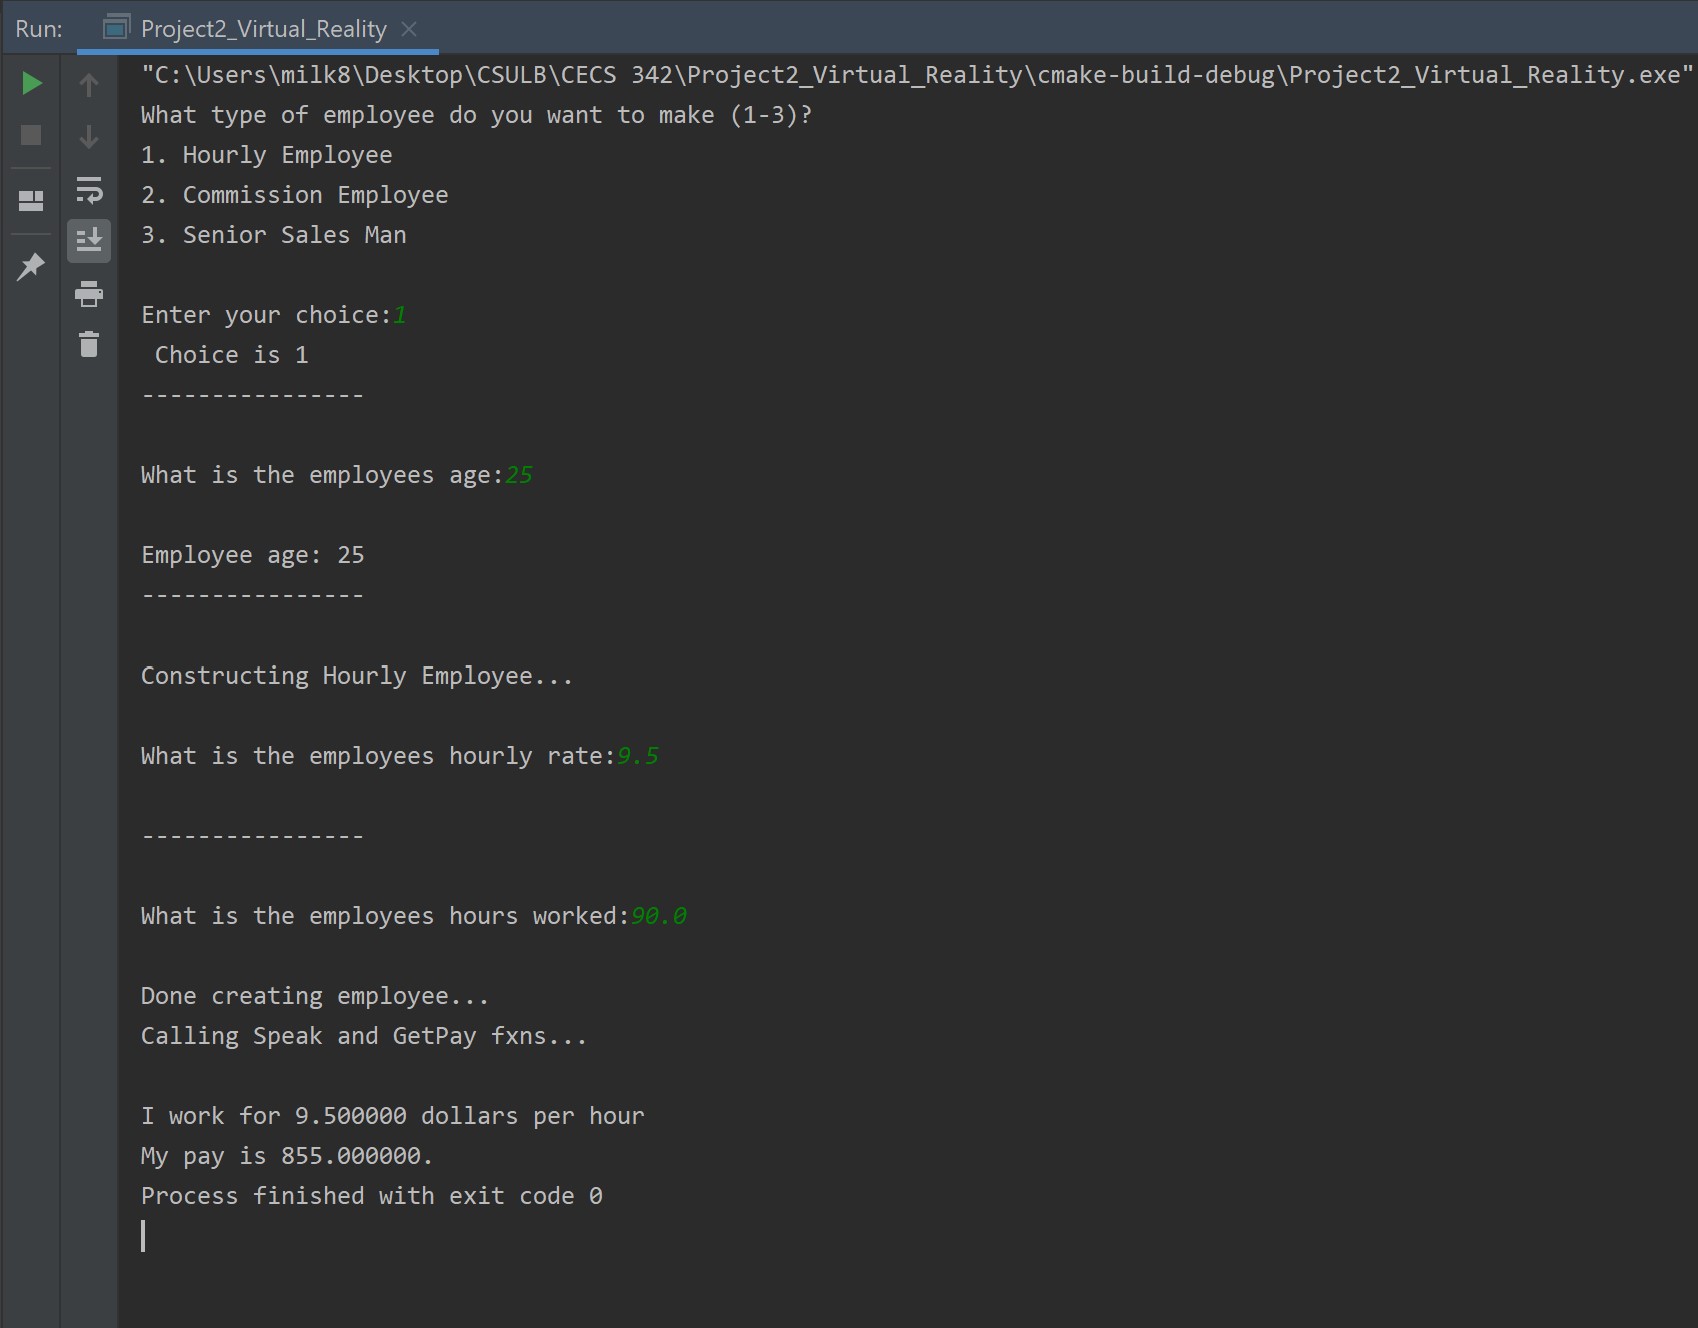 Run: Project2_Virtual_Reality
"C:\Users\milk8\Desktop\CSULB\CECS 342\Project2_Virtual_Reality\cmake-build-debug\Project2_Virtual_Reality.exe"
What type of employee do you want to make (1-3)?
1. Hourly Employee
2. Commission Employee
3. Senior Sales Man
Enter your choice:1
Choice is 1
----------------
What is the employees age:25
Employee age: 25
----------------
Constructing Hourly Employee...
What is the employees hourly rate:9.5
----------------
What is the employees hours worked:90.0
Done creating employee...
Calling Speak and GetPay fxns...
I work for 9.500000 dollars per hour
My pay is 855.000000.
Process finished with exit code 0